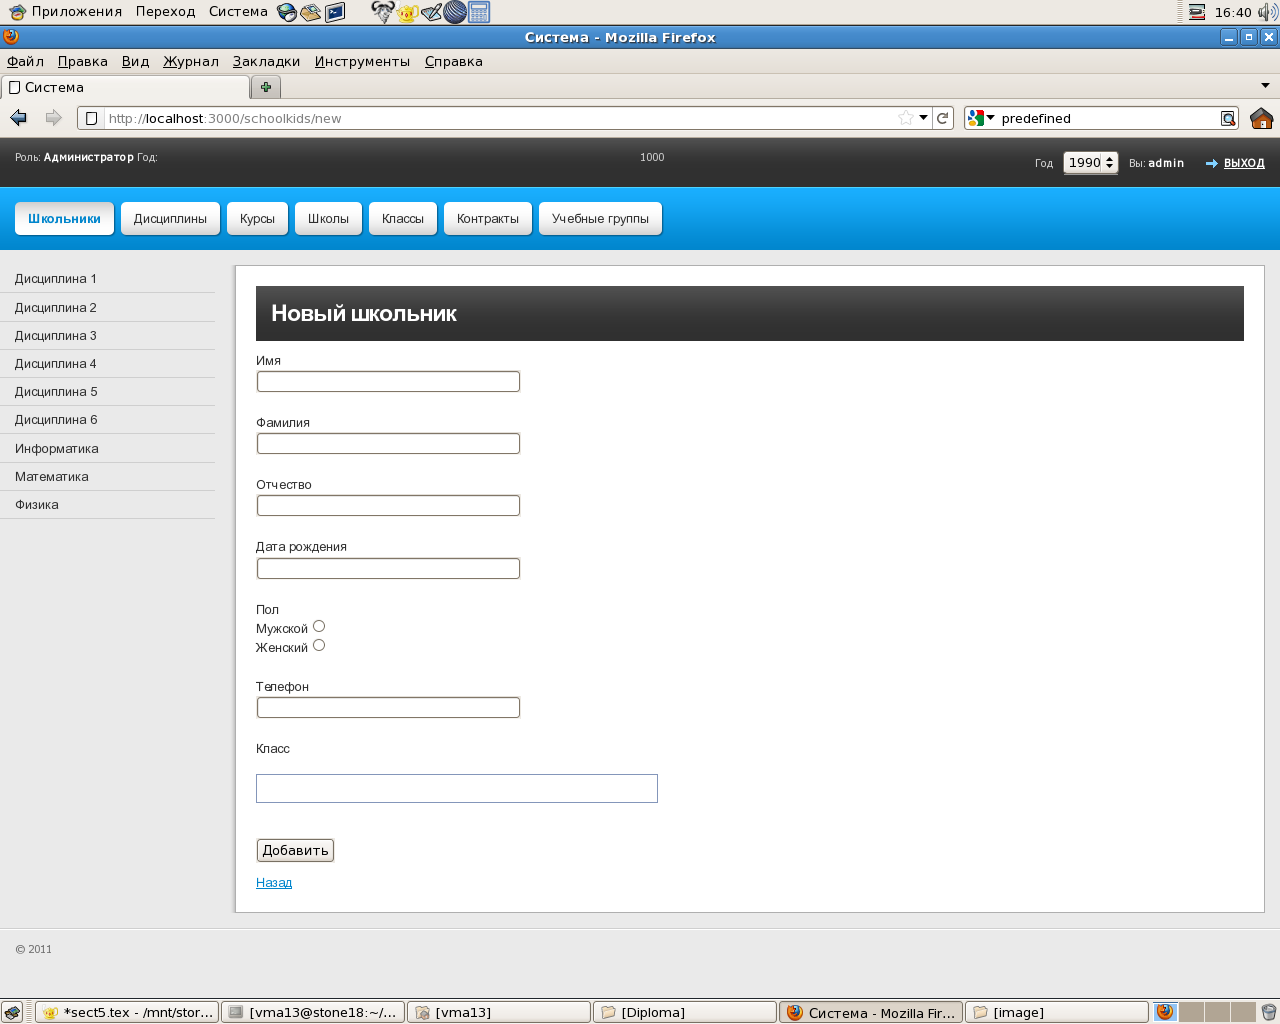 Приложения Переход Система 16:40
Система - Mozilla Firefox
Файл Правка Вид Журнал Закладки Инструменты Справка
Система
http://localhost:3000/schoolkids/new predefined
Роль: Администратор Год: 1000 Год 1990 Вы: admin ВЫХОД
Школьники Дисциплины Курсы Школы Классы Контракты Учебные группы
Дисциплина 1
Дисциплина 2
Дисциплина 3
Дисциплина 4
Дисциплина 5
Дисциплина 6
Информатика
Математика
Физика
Новый школьник
Имя
Фамилия
Отчество
Дата рождения
Пол
Мужской
Женский
Телефон
Класс
Добавить
Назад
© 2011
*sect5.tex - /mnt/stor... [vma13@stone18:~/... [vma13] [Diploma] Система - Mozilla Fir... [image]